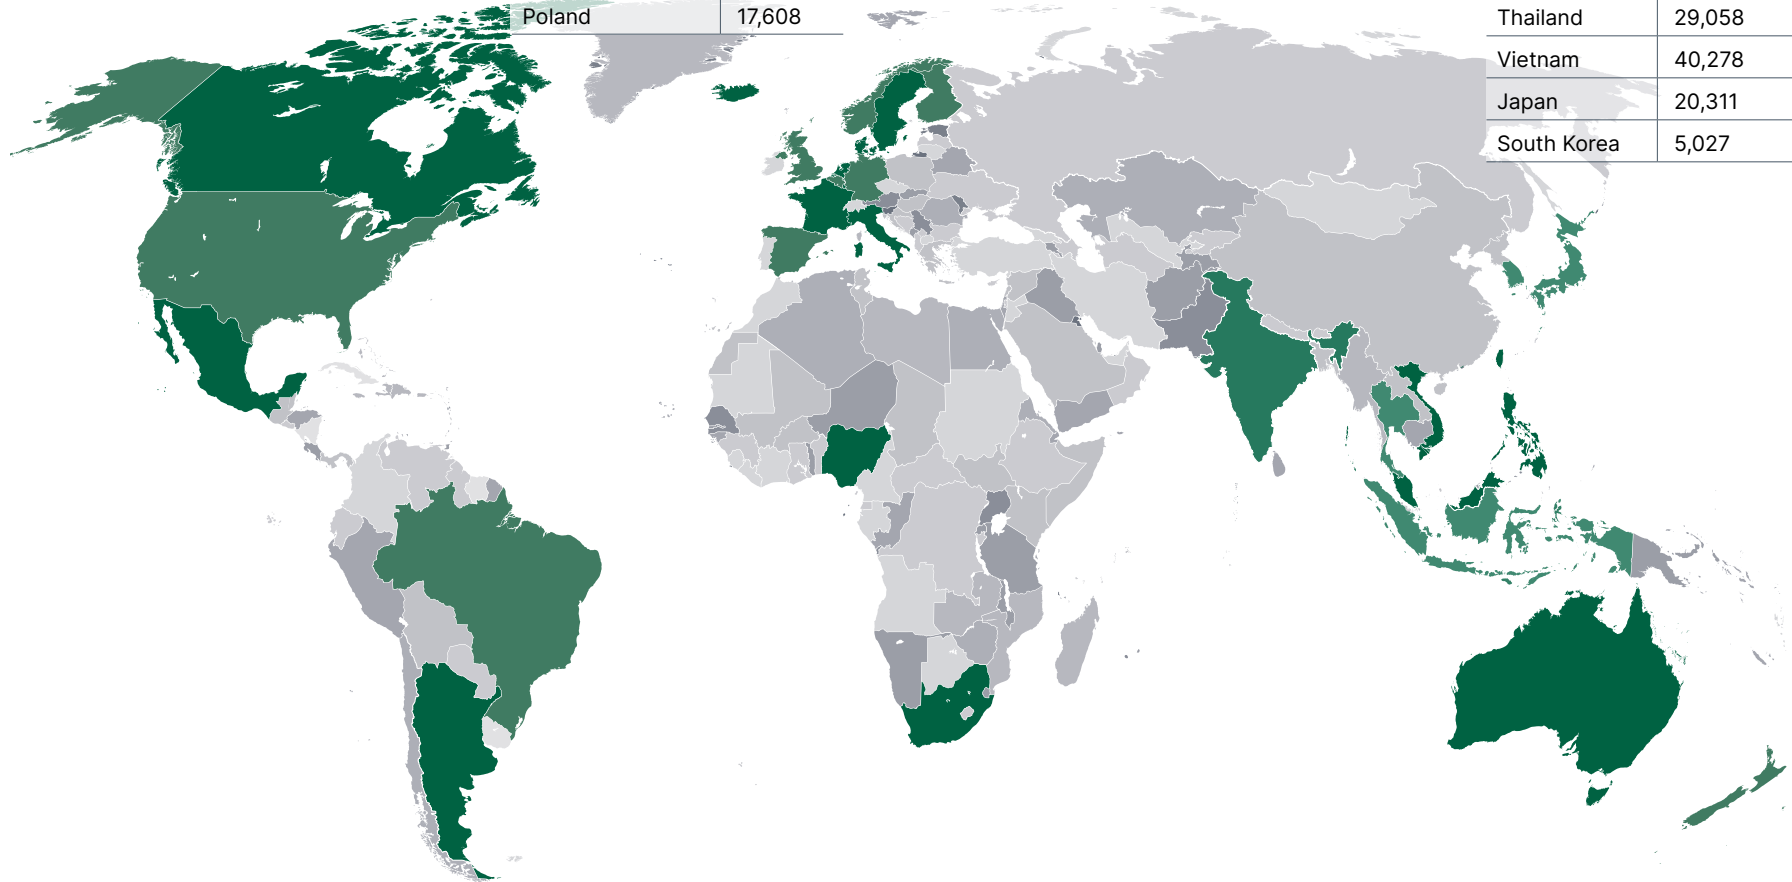 Poland 17,608
Thailand 29,058
Vietnam 40,278
Japan 20,311
South Korea 5,027